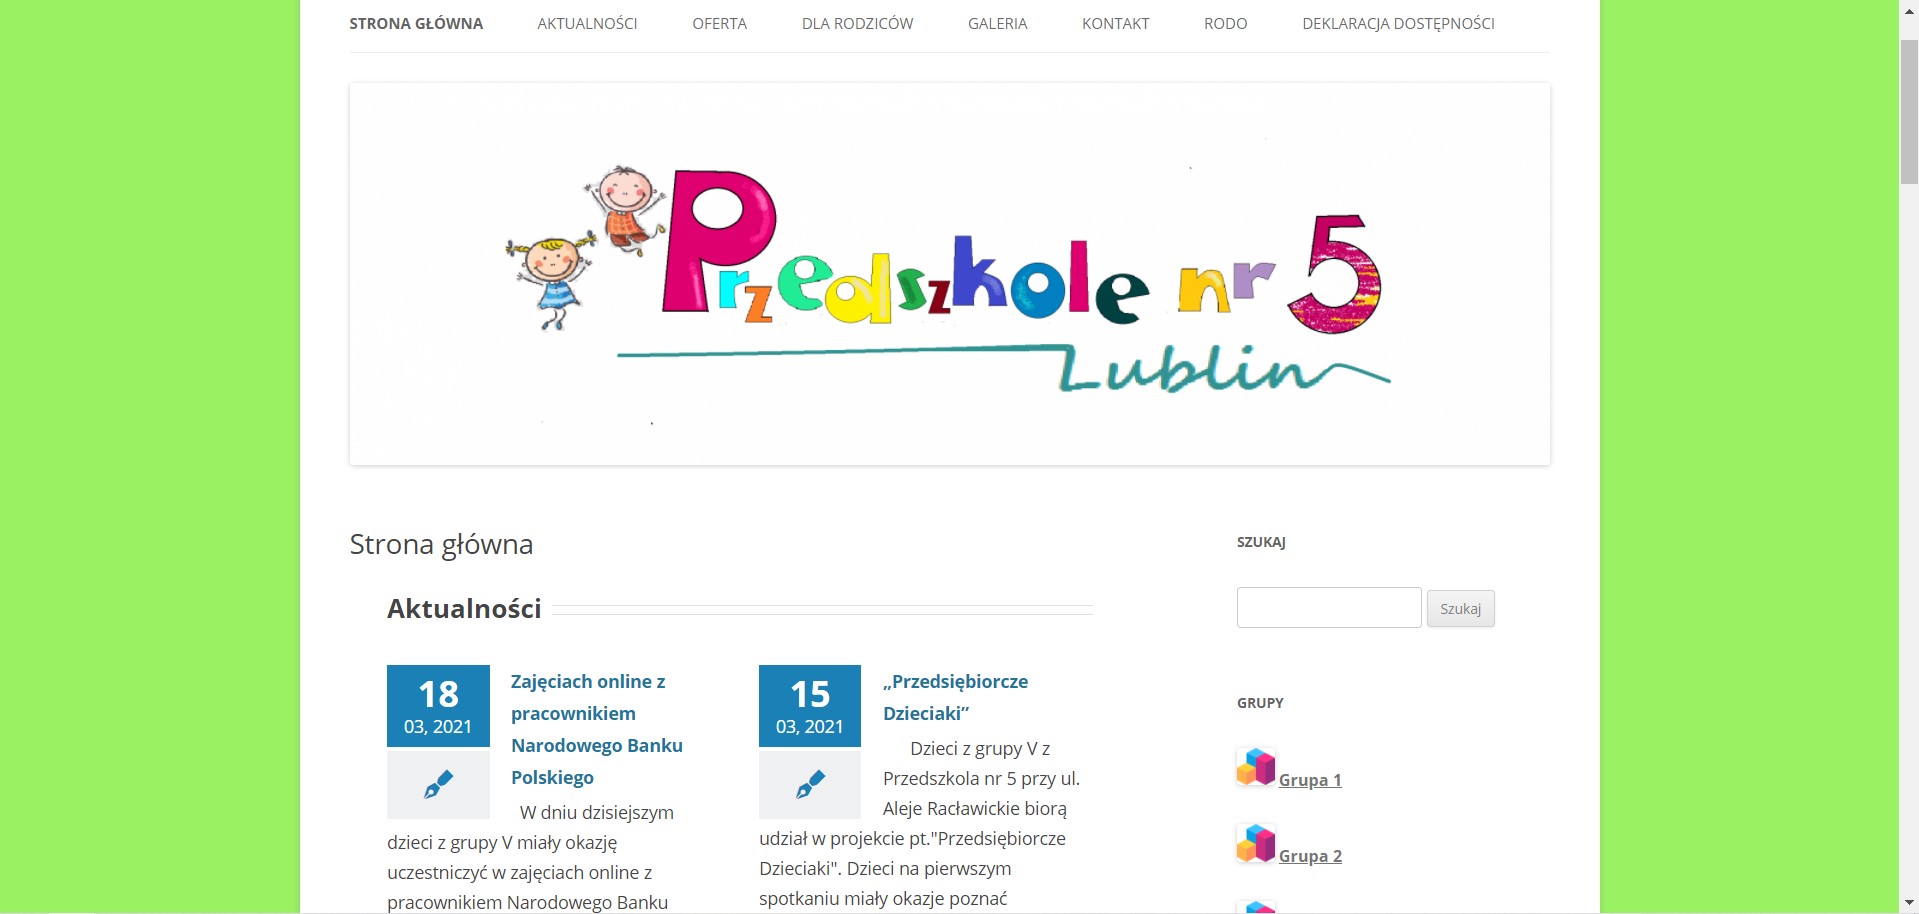 STRONA GŁÓWNA AKTUALNOŚCI OFERTA DLA RODZICÓW GALERIA KONTAKT RODO DEKLARACJA DOSTĘPNOŚCI
Przedszkole nr 5
Lublin
Strona główna
Aktualności
18
03, 2021
Zajęciach online z
pracownikiem
Narodowego Banku
Polskiego
W dniu dzisiejszym
dzieci z grupy V miały okazję
uczestniczyć w zajęciach online z
pracownikiem Narodowego Banku
15
03, 2021
„Przedsiębiorcze
Dzieciaki”
Dzieci z grupy V z
Przedszkola nr 5 przy ul.
Aleje Racławickie biorą
udział w projekcie pt."Przedsiębiorcze
Dzieciaki". Dzieci na pierwszym
spotkaniu miały okazje poznać
SZUKAJ
Szukaj
GRUPY
Grupa 1
Grupa 2